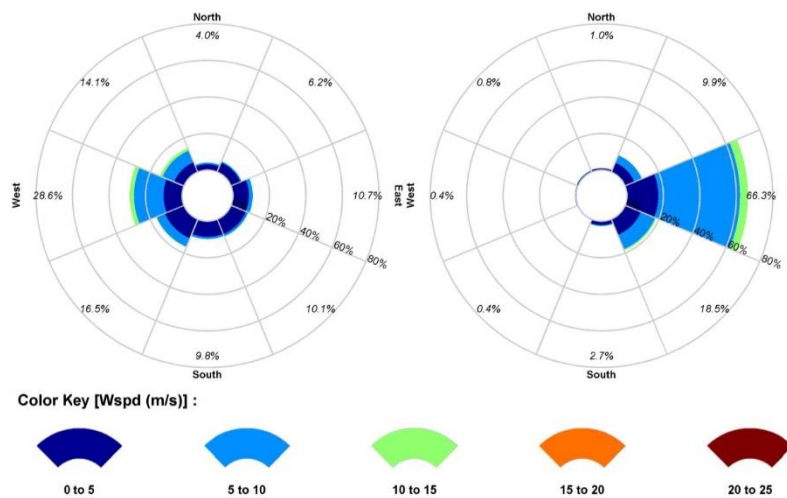 North
4.0%
14.1%
6.2%
West
28.6%
10.7%
East
20%
40%
60%
80%
16.5%
10.1%
9.8%
South
North
1.0%
0.8%
9.9%
West
0.4%
66.3%
20%
40%
60%
80%
0.4%
18.5%
2.7%
South
Color Key [Wspd (m/s)] :
0 to 5
5 to 10
10 to 15
15 to 20
20 to 25